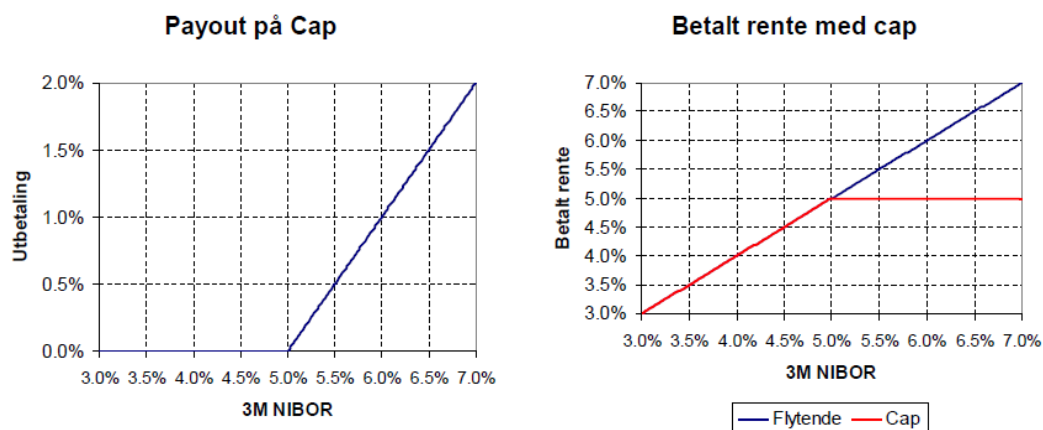 Payout på Cap
2.0%
1.5%
1.0%
0.5%
0.0%
Utbetaling
3.0% 3.5% 4.0% 4.5% 5.0% 5.5% 6.0% 6.5% 7.0%
3M NIBOR
Betalt rente med cap
7.0%
6.5%
6.0%
5.5%
5.0%
4.5%
4.0%
3.5%
3.0%
Betalt rente
3.0% 3.5% 4.0% 4.5% 5.0% 5.5% 6.0% 6.5% 7.0%
3M NIBOR
Flytende Cap